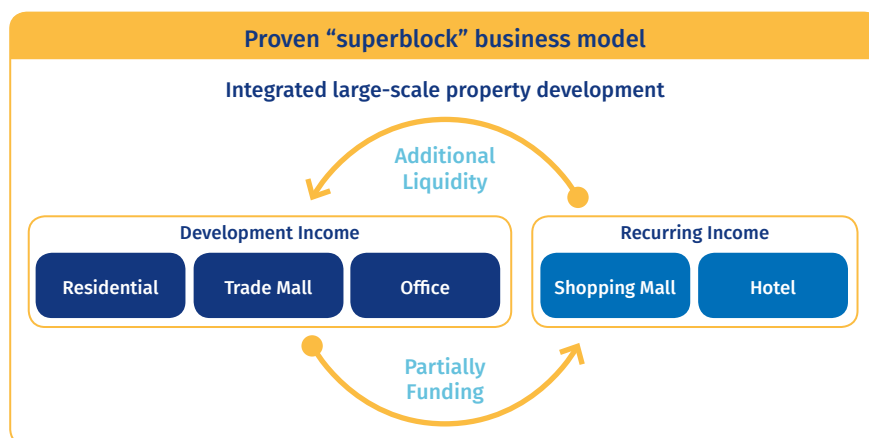 Proven “superblock” business model
Integrated large-scale property development
Additional
Liquidity
Development Income
Recurring Income
Residential
Trade Mall
Office
Shopping Mall
Hotel
Partially
Funding